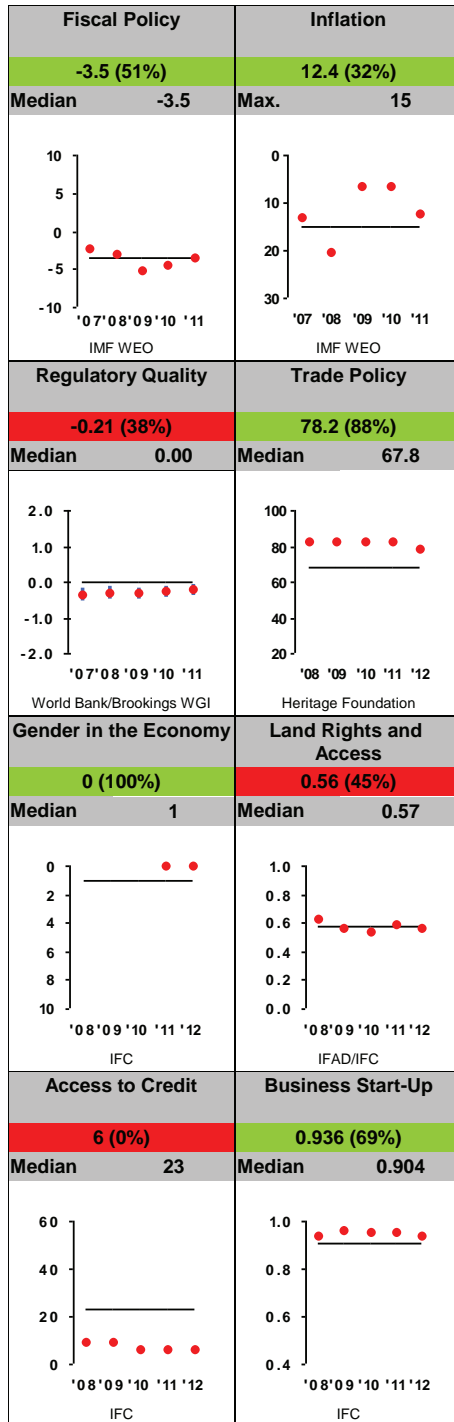 Fiscal Policy
-3.5 (51%)
Median -3.5
10
5
0
-5
-10
'07 '08 '09 '10 '11
IMF WEO
Inflation
12.4 (32%)
Max. 15
0
10
20
30
'07 '08 '09 '10 '11
IMF WEO
Regulatory Quality
-0.21 (38%)
Median 0.00
2.0
1.0
0.0
-1.0
-2.0
'07 '08 '09 '10 '11
World Bank/Brookings WGI
Trade Policy
78.2 (88%)
Median 67.8
100
80
60
40
20
'08 '09 '10 '11 '12
Heritage Foundation
Gender in the Economy
0 (100%)
Median 1
0
2
4
6
8
10
'08 '09 '10 '11 '12
IFC
Land Rights and
Access
0.56 (45%)
Median 0.57
1.0
0.8
0.6
0.4
0.2
0.0
'08 '09 '10 '11 '12
IFAD/IFC
Access to Credit
6 (0%)
Median 23
60
40
20
0
'08 '09 '10 '11 '12
IFC
Business Start-Up
0.936 (69%)
Median 0.904
1.0
0.8
0.6
0.4
'08 '09 '10 '11 '12
IFC